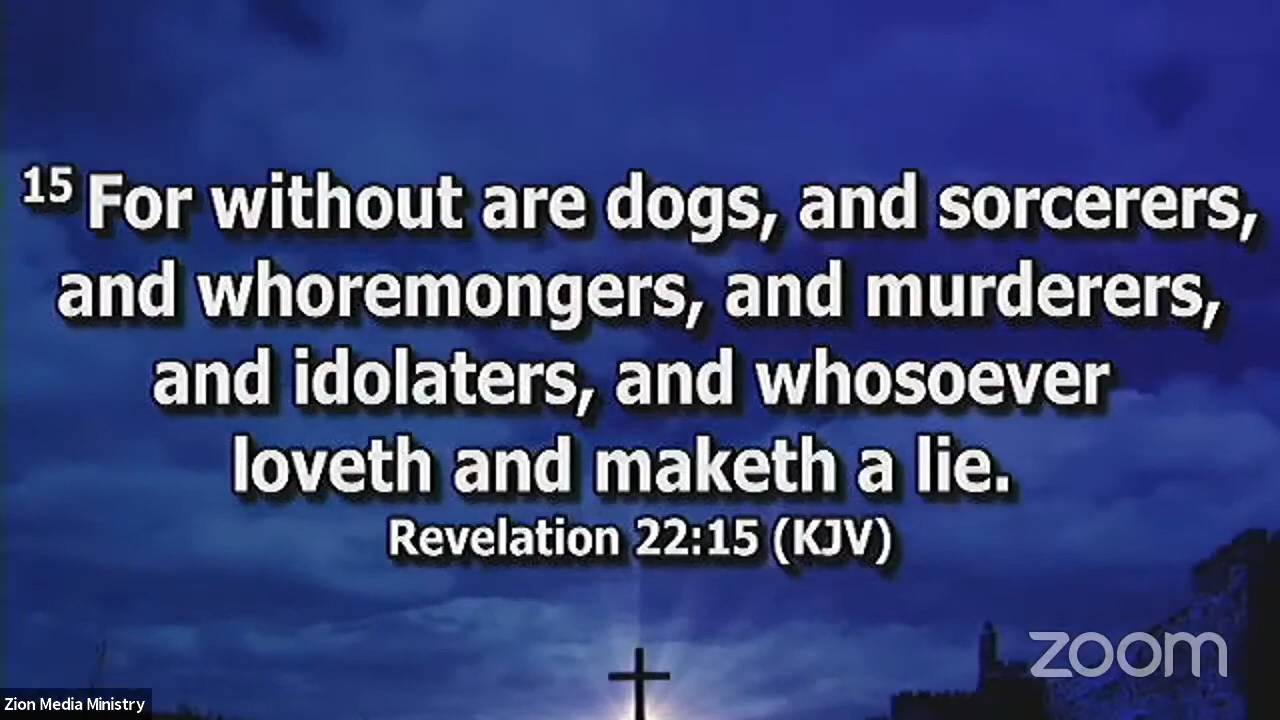 15 For without are dogs, and sorcerers,
and whoremongers, and murderers,
and idolaters, and whosoever
loveth and maketh a lie.
Revelation 22:15 (KJV)
zoom
Zion Media Ministry